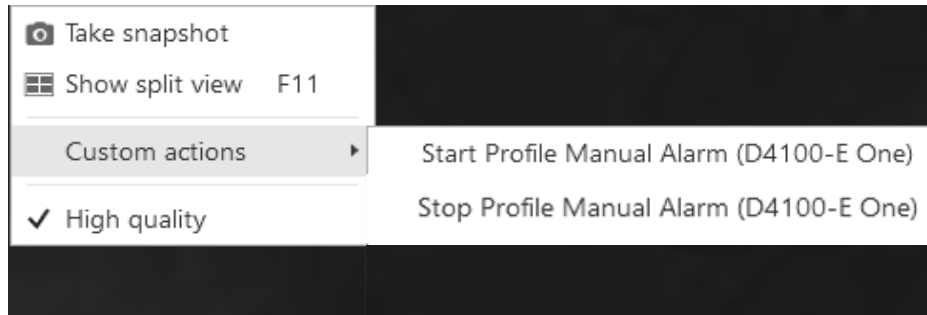 Take snapshot
Show split view F11
Custom actions
Start Profile Manual Alarm (D4100-E One)
Stop Profile Manual Alarm (D4100-E One)
High quality